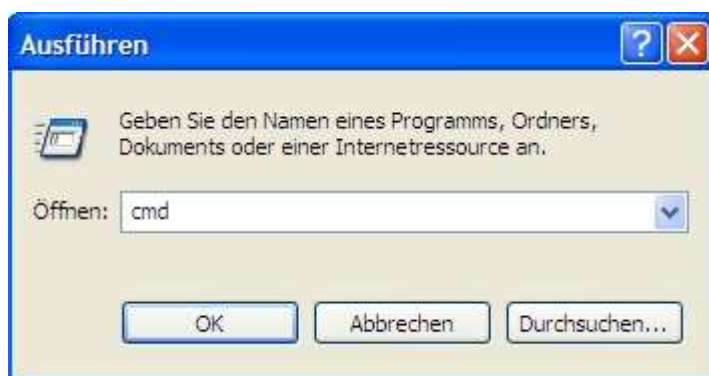 Ausführen
Geben Sie den Namen eines Programms, Ordners,
Dokuments oder einer Internetressource an.
Öffnen: cmd
OK Abbrechen Durchsuchen...